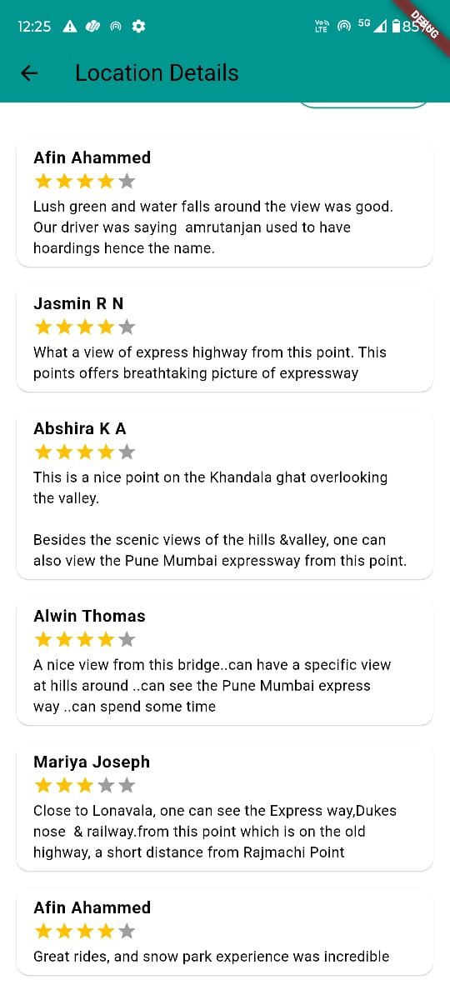 12:25 Vo LTE 5G 85%
DEBUG
Location Details
Afin Ahammed
Lush green and water falls around the view was good.
Our driver was saying  amrutanjan used to have
hoardings hence the name.
Jasmin R N
What a view of express highway from this point. This
points offers breathtaking picture of expressway
Abshira K A
This is a nice point on the Khandala ghat overlooking
the valley.
Besides the scenic views of the hills &valley, one can
also view the Pune Mumbai expressway from this point.
Alwin Thomas
A nice view from this bridge..can have a specific view
at hills around ..can see the Pune Mumbai express
way ..can spend some time
Mariya Joseph
Close to Lonavala, one can see the Express way,Dukes
nose  & railway.from this point which is on the old
highway, a short distance from Rajmachi Point
Afin Ahammed
Great rides, and snow park experience was incredible